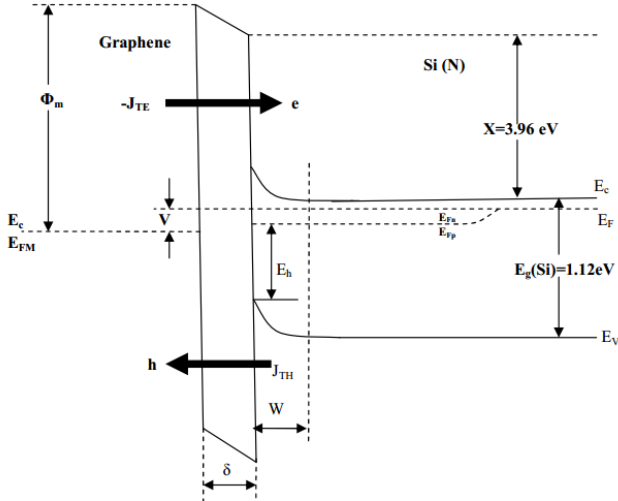 Graphene
Si (N)
Φm
-JTE
e
X=3.96 eV
Ec
V
EFn
EF
Ec
EFM
EFp
Eh
Eg(Si)=1.12eV
EV
h
JTH
W
δ